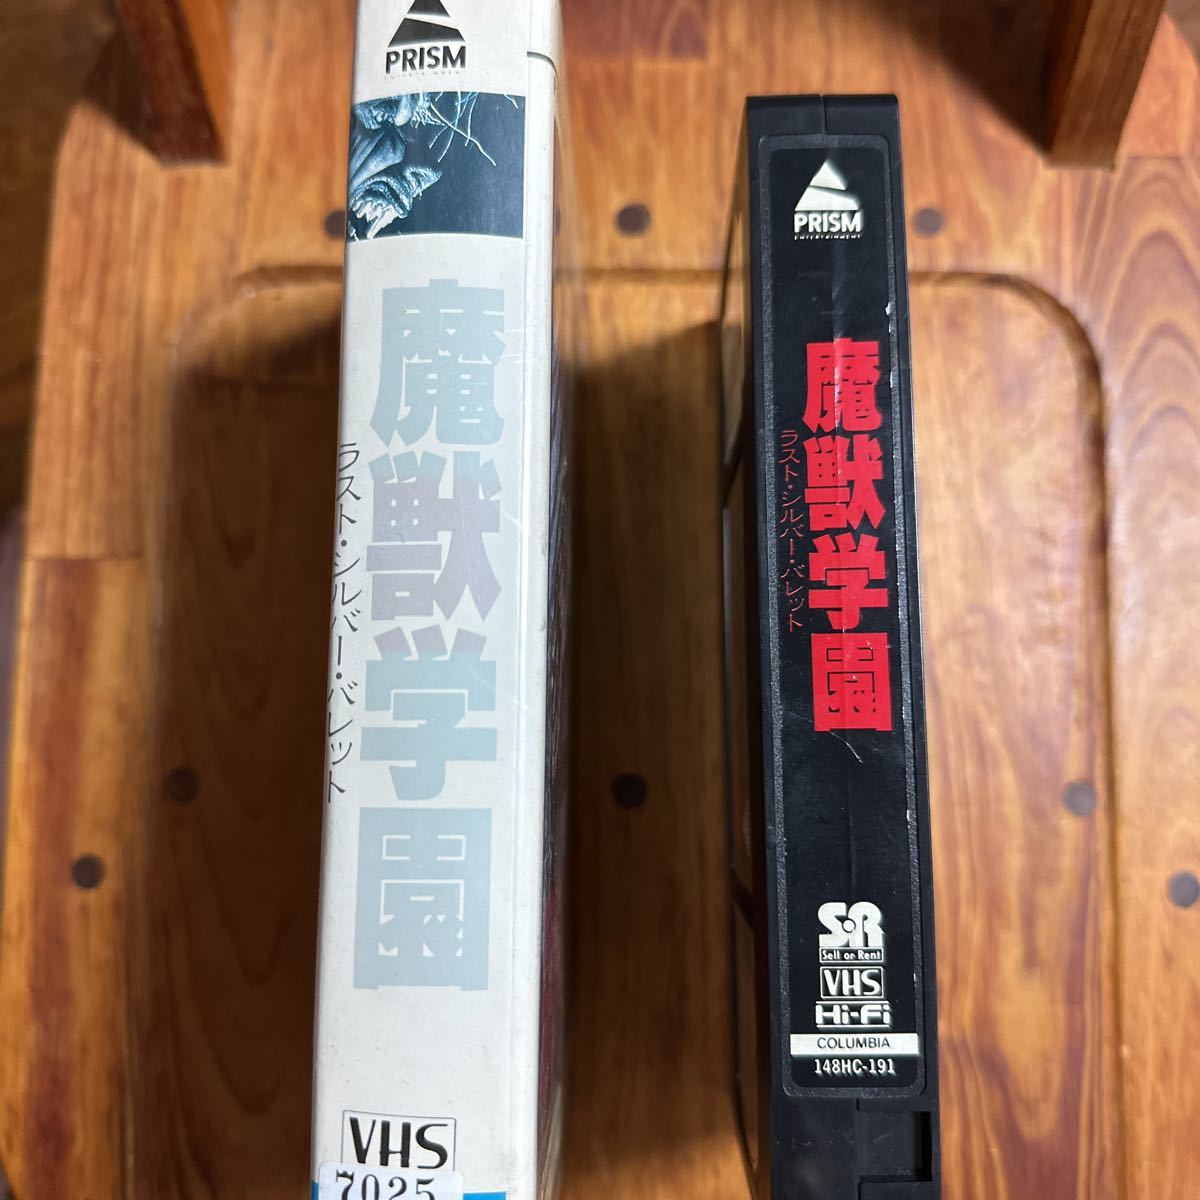 PRISM
魔獣学園
ラスト・シルバー・バレット
VHS
7025
PRISM
ENTERTAINMENT
魔獣学園
ラスト・シルバー・バレット
SR
Sell or Rent
VHS
Hi-Fi
COLUMBIA
148HC-191